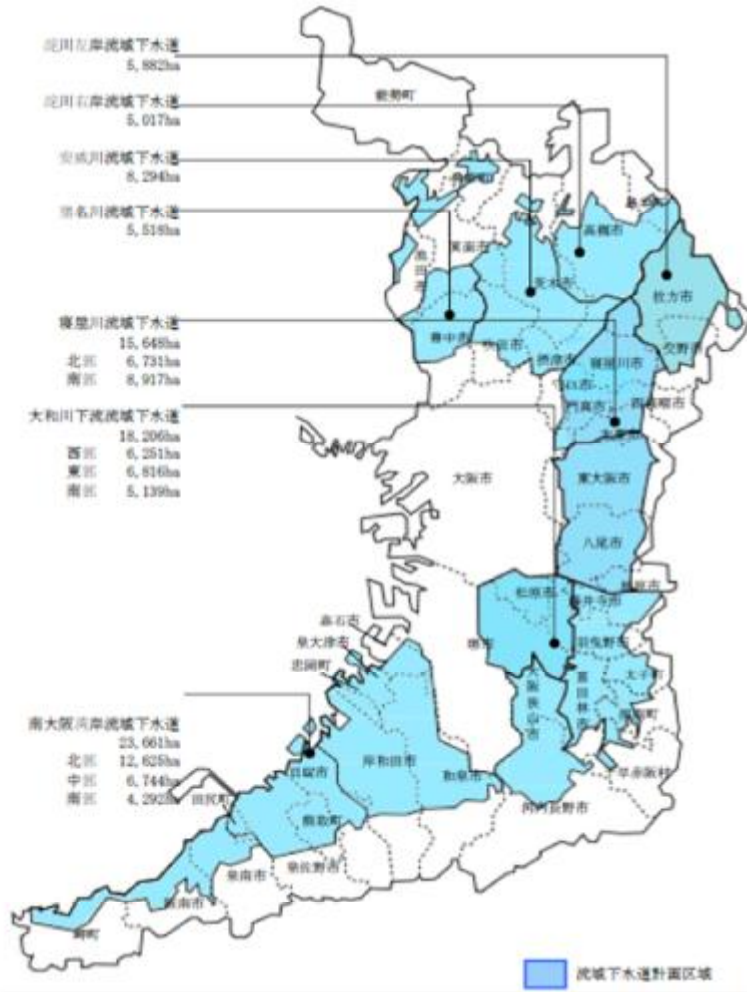 淀川左岸流域下水道
5,882ha
淀川右岸流域下水道
5,017ha
安威川流域下水道
8,294ha
猪名川流域下水道
5,518ha
寝屋川流域下水道
15,648ha
北部 6,731ha
南部 8,917ha
大和川下流流域下水道
18,206ha
西部 6,251ha
東部 6,816ha
南部 5,139ha
南大阪湾岸流域下水道
23,661ha
北部 12,625ha
中部 6,744ha
南部 4,292ha
能勢町
高槻市
箕面市
池田市
茨木市
枚方市
豊中市
吹田市
摂津市
交野市
寝屋川市
門真市
四條畷市
大阪市
東大阪市
八尾市
松原市
藤井寺市
高石市
泉大津市
忠岡町
堺市
羽曳野市
太子町
大阪狭山市
富田林市
千早赤阪村
岸和田市
和泉市
貝塚市
河内長野市
田尻町
熊取町
泉南市
泉佐野市
阪南市
岬町
流域下水道計画区域